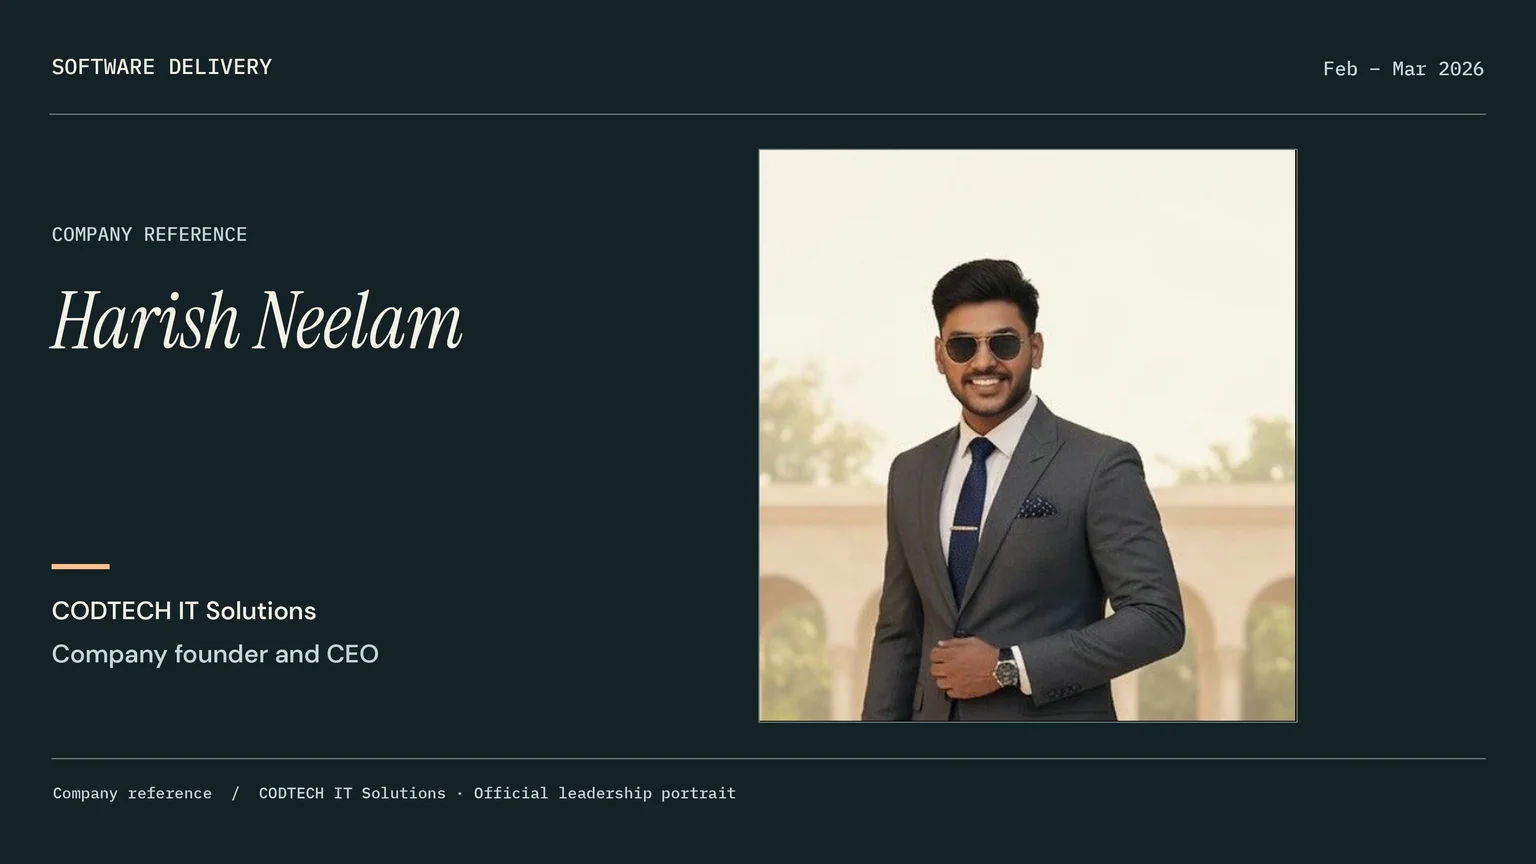 SOFTWARE DELIVERY
Feb – Mar 2026
COMPANY REFERENCE
Harish Neelam
CODTECH IT Solutions
Company founder and CEO
Company reference / CODTECH IT Solutions · Official leadership portrait